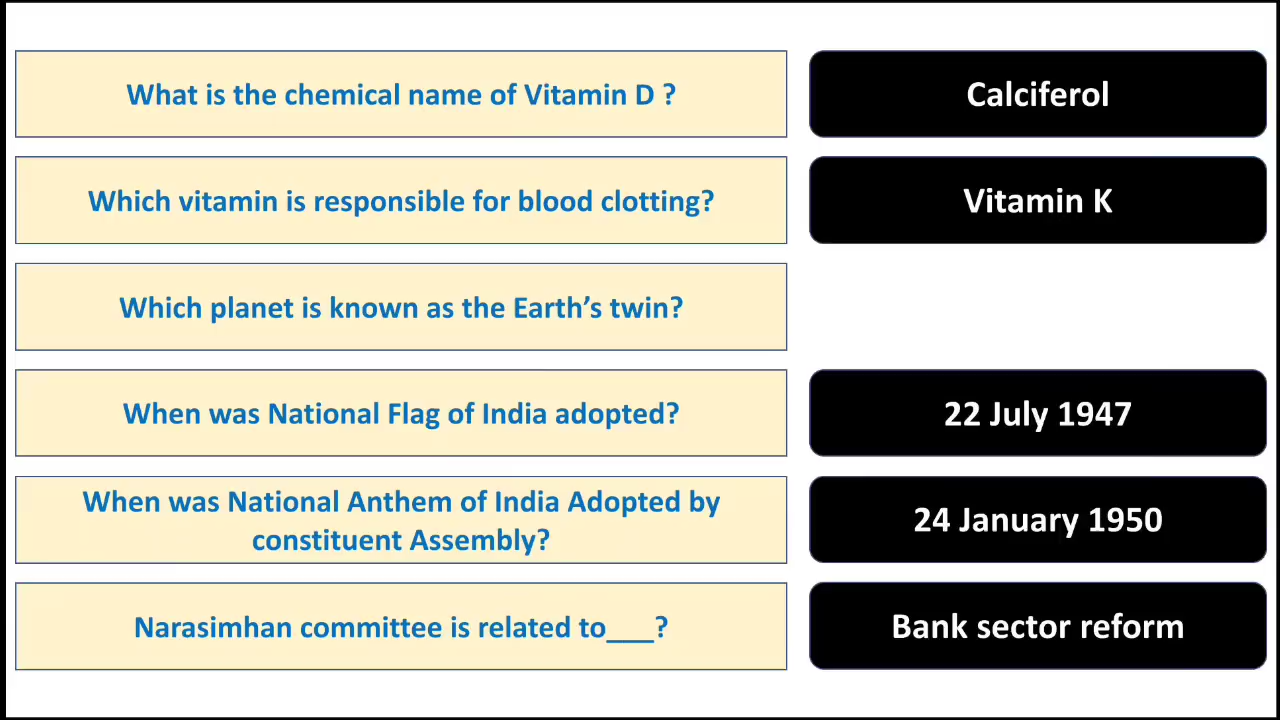 What is the chemical name of Vitamin D ?
Calciferol
Which vitamin is responsible for blood clotting?
Vitamin K
Which planet is known as the Earth’s twin?
When was National Flag of India adopted?
22 July 1947
When was National Anthem of India Adopted by
constituent Assembly?
24 January 1950
Narasimhan committee is related to___?
Bank sector reform